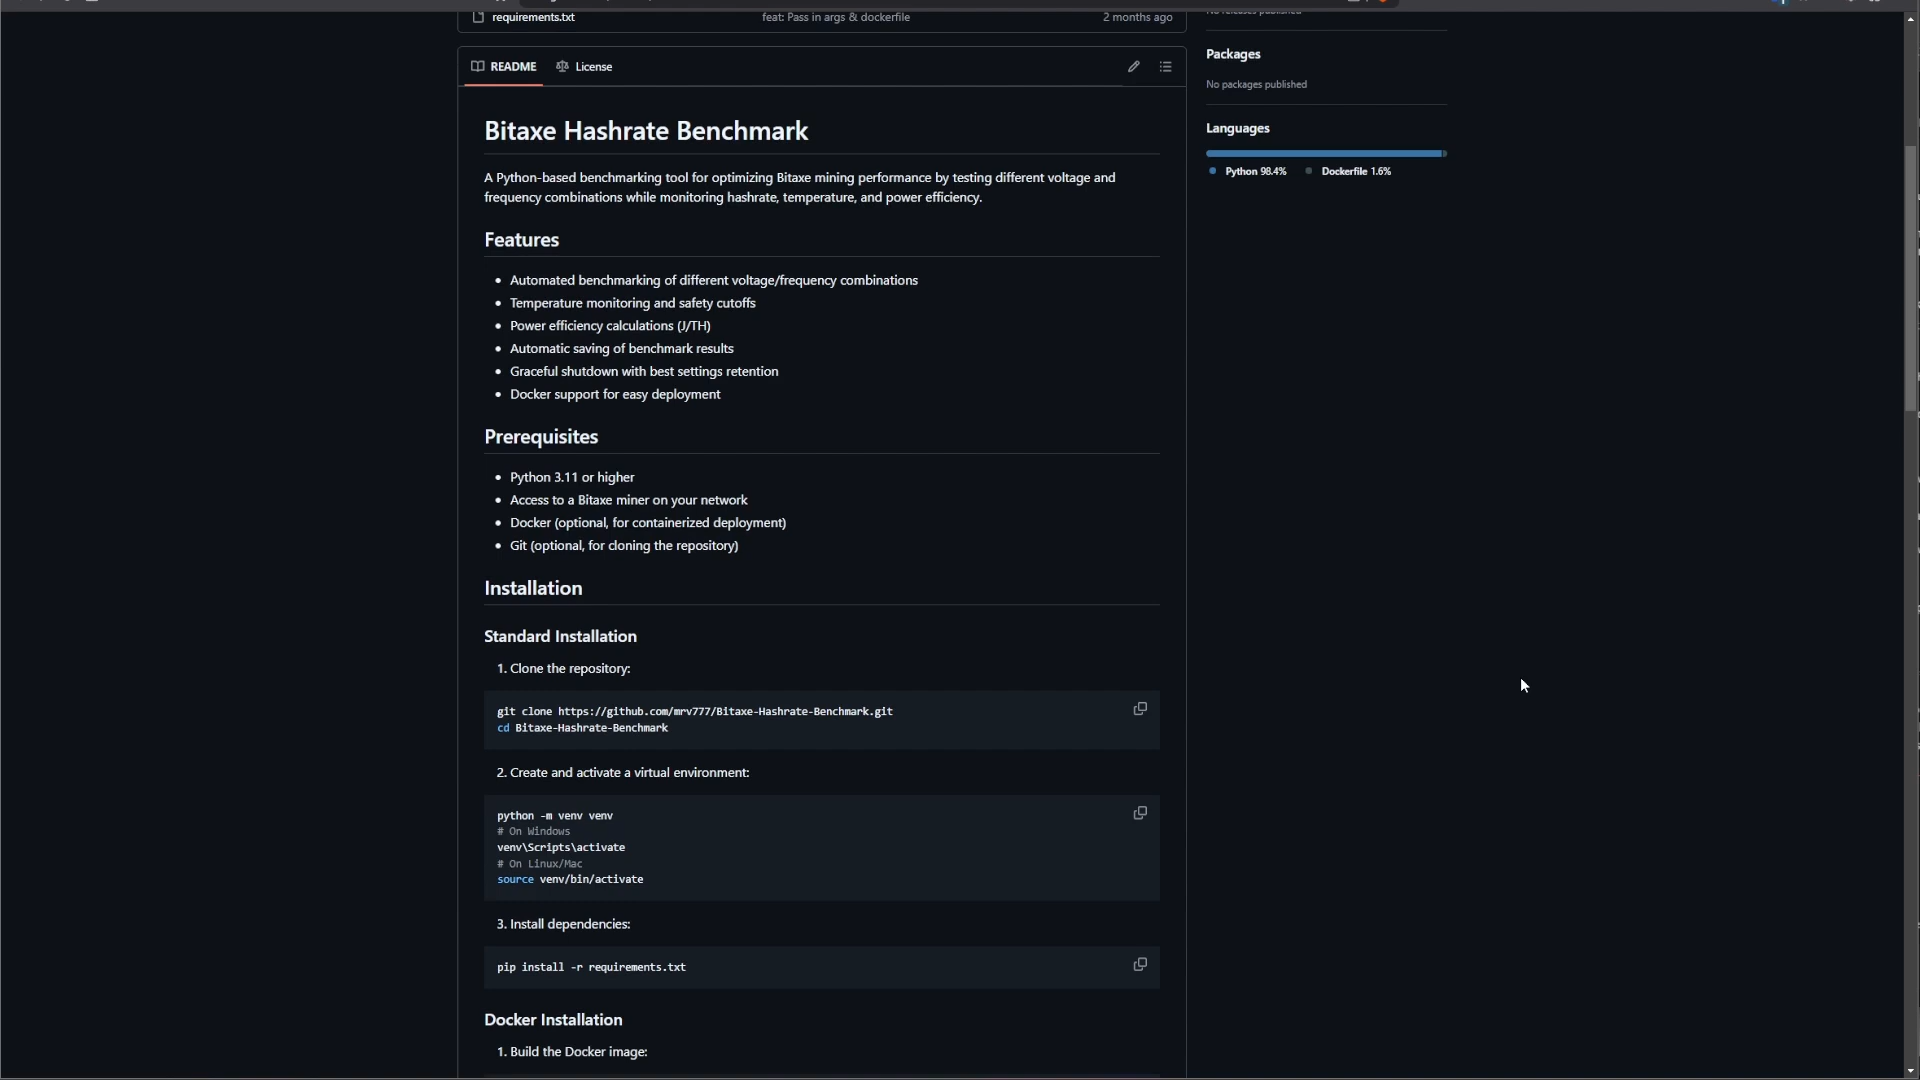 requirements.txt feat: Pass in args & dockerfile 2 months ago
README License
Bitaxe Hashrate Benchmark
A Python-based benchmarking tool for optimizing Bitaxe mining performance by testing different voltage and
frequency combinations while monitoring hashrate, temperature, and power efficiency.
Features
Automated benchmarking of different voltage/frequency combinations
Temperature monitoring and safety cutoffs
Power efficiency calculations (J/TH)
Automatic saving of benchmark results
Graceful shutdown with best settings retention
Docker support for easy deployment
Prerequisites
Python 3.11 or higher
Access to a Bitaxe miner on your network
Docker (optional, for containerized deployment)
Git (optional, for cloning the repository)
Installation
Standard Installation
1. Clone the repository:
git clone https://github.com/mrv777/Bitaxe-Hashrate-Benchmark.git
cd Bitaxe-Hashrate-Benchmark
2. Create and activate a virtual environment:
python -m venv venv
# On Windows
venv\Scripts\activate
# On Linux/Mac
source venv/bin/activate
3. Install dependencies:
pip install -r requirements.txt
Docker Installation
1. Build the Docker image:
Packages
No packages published
Languages
Python 98.4% Dockerfile 1.6%